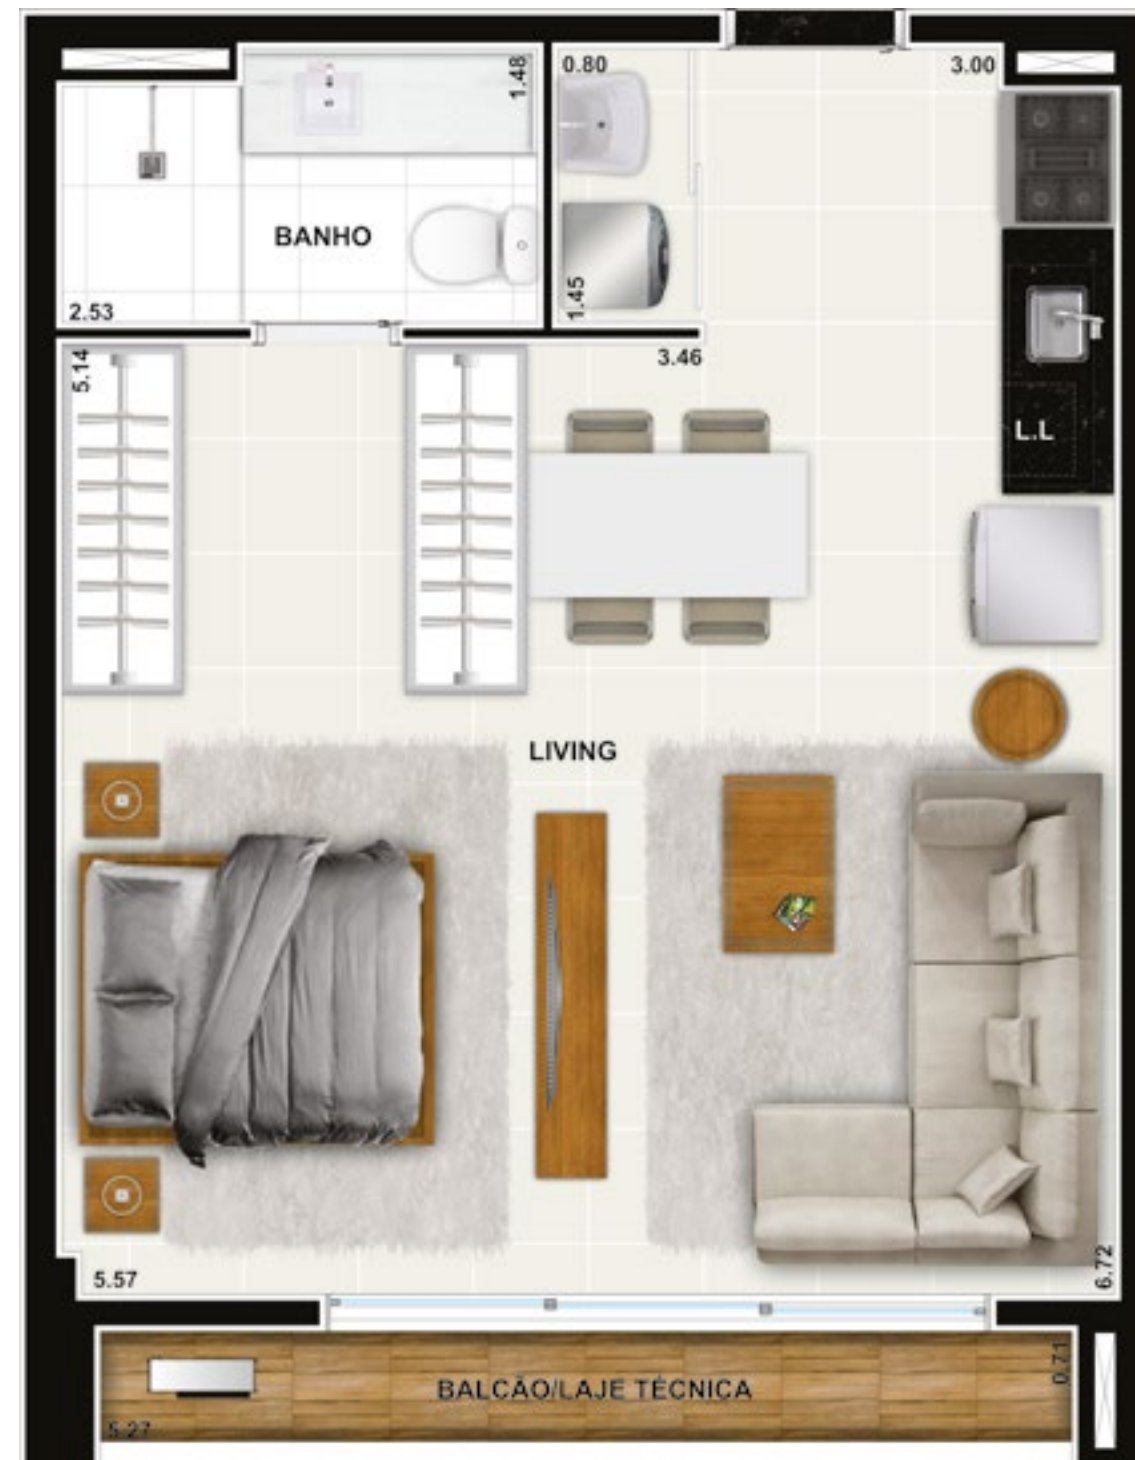 1.48
0.80
3.00
BANHO
2.53
1.45
5.14
3.46
L.L
LIVING
5.57
6.72
0.71
BALCÃO/LAJE TÉCNICA
5.27